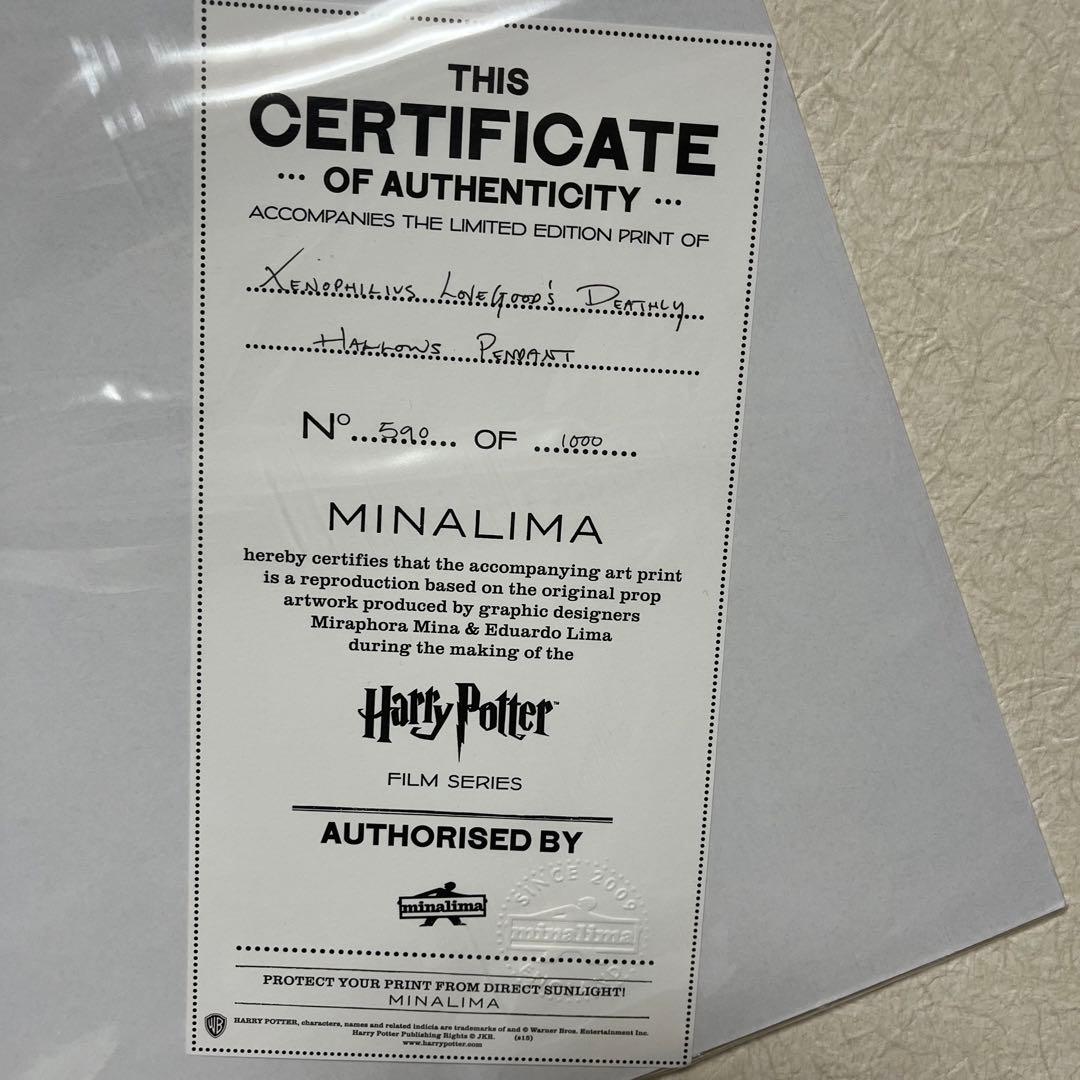 THIS
CERTIFICATE
... OF AUTHENTICITY ...
ACCOMPANIES THE LIMITED EDITION PRINT OF
XENOPHILIUS LOVEGOOD'S DEATHLY
HALLOWS PENDANT
Nº 590 OF 1000
MINALIMA
hereby certifies that the accompanying art print
is a reproduction based on the original prop
artwork produced by graphic designers
Miraphora Mina & Eduardo Lima
during the making of the
Harry Potter™
FILM SERIES
AUTHORISED BY
minalima
SINCE 2009
minalima
PROTECT YOUR PRINT FROM DIRECT SUNLIGHT!
MINALIMA
WB
HARRY POTTER, characters, names and related indicia are trademarks of and © Warner Bros. Entertainment Inc.
Harry Potter Publishing Rights © JKR. (s15)
www.harrypotter.com